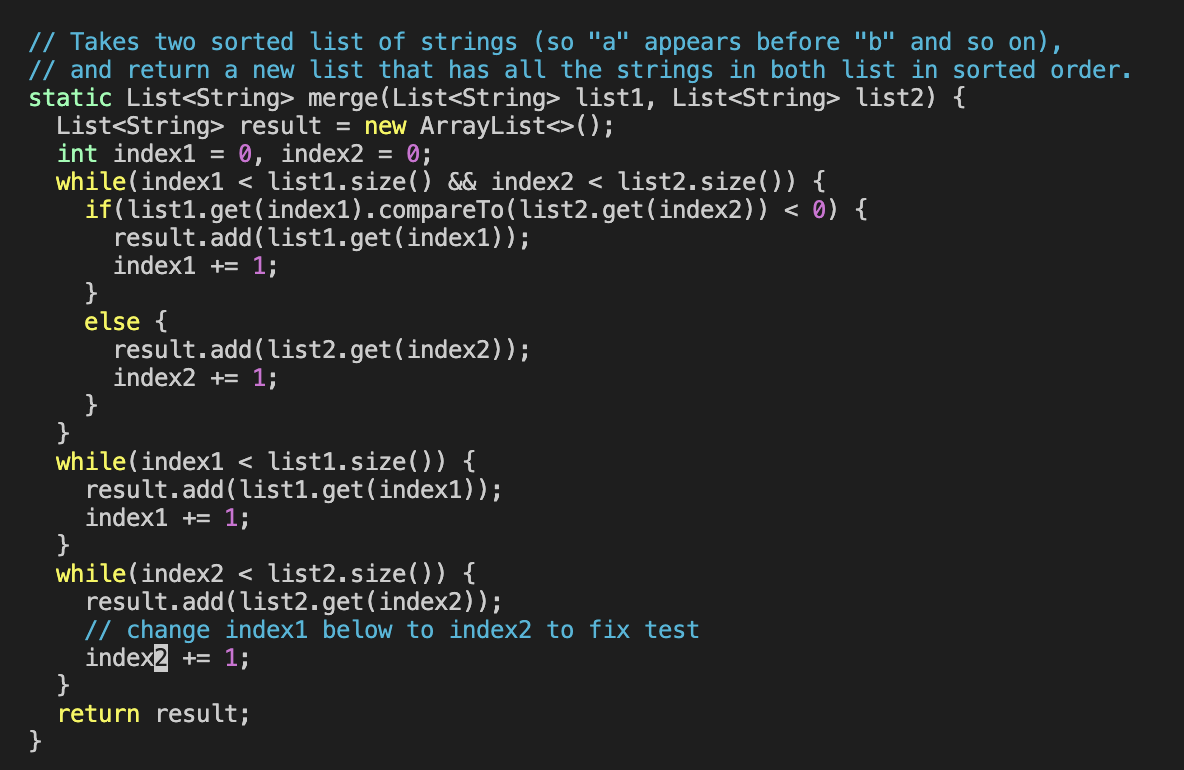 // Takes two sorted list of strings (so "a" appears before "b" and so on),
// and return a new list that has all the strings in both list in sorted order.
static List<String> merge(List<String> list1, List<String> list2) {
  List<String> result = new ArrayList<>();
  int index1 = 0, index2 = 0;
  while(index1 < list1.size() && index2 < list2.size()) {
    if(list1.get(index1).compareTo(list2.get(index2)) < 0) {
      result.add(list1.get(index1));
      index1 += 1;
    }
    else {
      result.add(list2.get(index2));
      index2 += 1;
    }
  }
  while(index1 < list1.size()) {
    result.add(list1.get(index1));
    index1 += 1;
  }
  while(index2 < list2.size()) {
    result.add(list2.get(index2));
    // change index1 below to index2 to fix test
    index2 += 1;
  }
  return result;
}